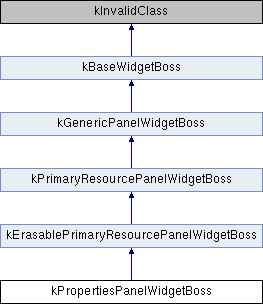 kInvalidClass
kBaseWidgetBoss
kGenericPanelWidgetBoss
kPrimaryResourcePanelWidgetBoss
kErasablePrimaryResourcePanelWidgetBoss
kPropertiesPanelWidgetBoss